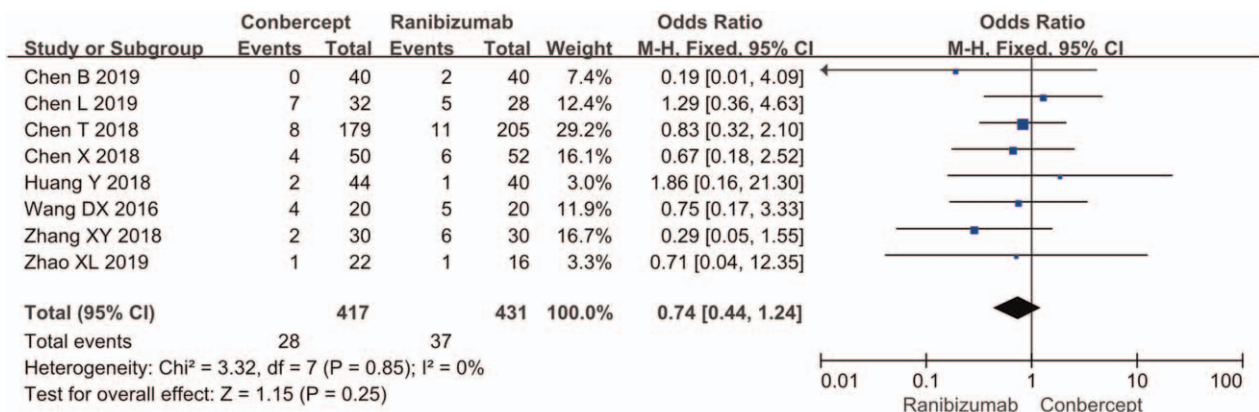 Conbercept Ranibizumab Odds Ratio Odds Ratio
Study or Subgroup Events Total Events Total Weight M-H, Fixed, 95% CI M-H, Fixed, 95% CI
Chen B 2019 0 40 2 40 7.4% 0.19 [0.01, 4.09]
Chen L 2019 7 32 5 28 12.4% 1.29 [0.36, 4.63]
Chen T 2018 8 179 11 205 29.2% 0.83 [0.32, 2.10]
Chen X 2018 4 50 6 52 16.1% 0.67 [0.18, 2.52]
Huang Y 2018 2 44 1 40 3.0% 1.86 [0.16, 21.30]
Wang DX 2016 4 20 5 20 11.9% 0.75 [0.17, 3.33]
Zhang XY 2018 2 30 6 30 16.7% 0.29 [0.05, 1.55]
Zhao XL 2019 1 22 1 16 3.3% 0.71 [0.04, 12.35]
Total (95% CI) 417 431 100.0% 0.74 [0.44, 1.24]
Total events 28 37
Heterogeneity: Chi² = 3.32, df = 7 (P = 0.85); I² = 0%
Test for overall effect: Z = 1.15 (P = 0.25)
0.01 0.1 1 10 100
Ranibizumab Conbercept